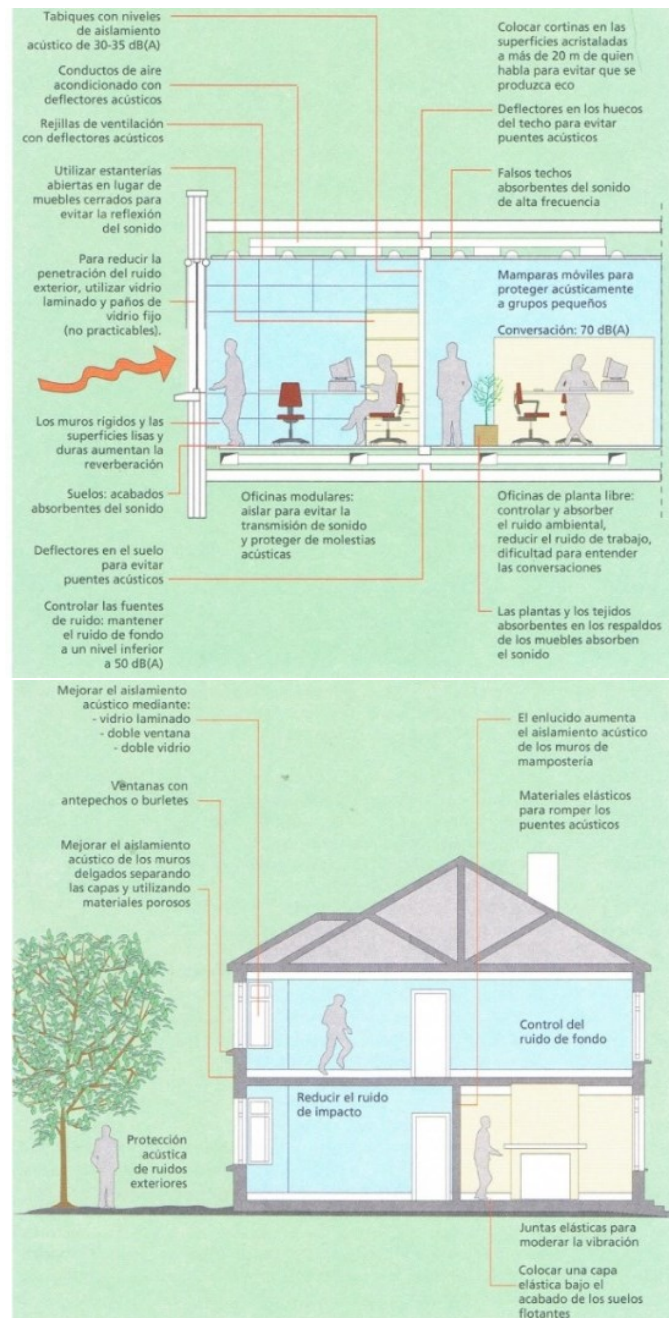 Tabiques con niveles
de aislamiento
acústico de 30-35 dB(A)
Conductos de aire
acondicionado con
deflectores acústicos
Rejillas de ventilación
con deflectores acústicos
Utilizar estanterías
abiertas en lugar de
muebles cerrados para
evitar la reflexión
del sonido
Para reducir la
penetración del ruido
exterior, utilizar vidrio
laminado y paños de
vidrio fijo
(no practicables).
Los muros rígidos y las
superficies lisas y
duras aumentan la
reverberación
Suelos: acabados
absorbentes del sonido
Deflectores en el suelo
para evitar
puentes acústicos
Controlar las fuentes
de ruido: mantener
el ruido de fondo
a un nivel inferior
a 50 dB(A)
Colocar cortinas en las
superficies acristaladas
a más de 20 m de quien
habla para evitar que se
produzca eco
Deflectores en los huecos
del techo para evitar
puentes acústicos
Falsos techos
absorbentes del sonido
de alta frecuencia
Mamparas móviles para
proteger acústicamente
a grupos pequeños
Conversación: 70 dB(A)
Oficinas modulares:
aislar para evitar la
transmisión de sonido
y proteger de molestias
acústicas
Oficinas de planta libre:
controlar y absorber
el ruido ambiental,
reducir el ruido de trabajo,
dificultad para entender
las conversaciones
Las plantas y los tejidos
absorbentes en los respaldos
de los muebles absorben
el sonido
Mejorar el aislamiento
acústico mediante:
- vidrio laminado
- doble ventana
- doble vidrio
Ventanas con
antepechos o burletes
Mejorar el aislamiento
acústico de los muros
delgados separando
las capas y utilizando
materiales porosos
El enlucido aumenta
el aislamiento acústico
de los muros de
mampostería
Materiales elásticos
para romper los
puentes acústicos
Control del
ruido de fondo
Reducir el ruido
de impacto
Protección
acústica
de ruidos
exteriores
Juntas elásticas para
moderar la vibración
Colocar una capa
elástica bajo el
acabado de los suelos
flotantes